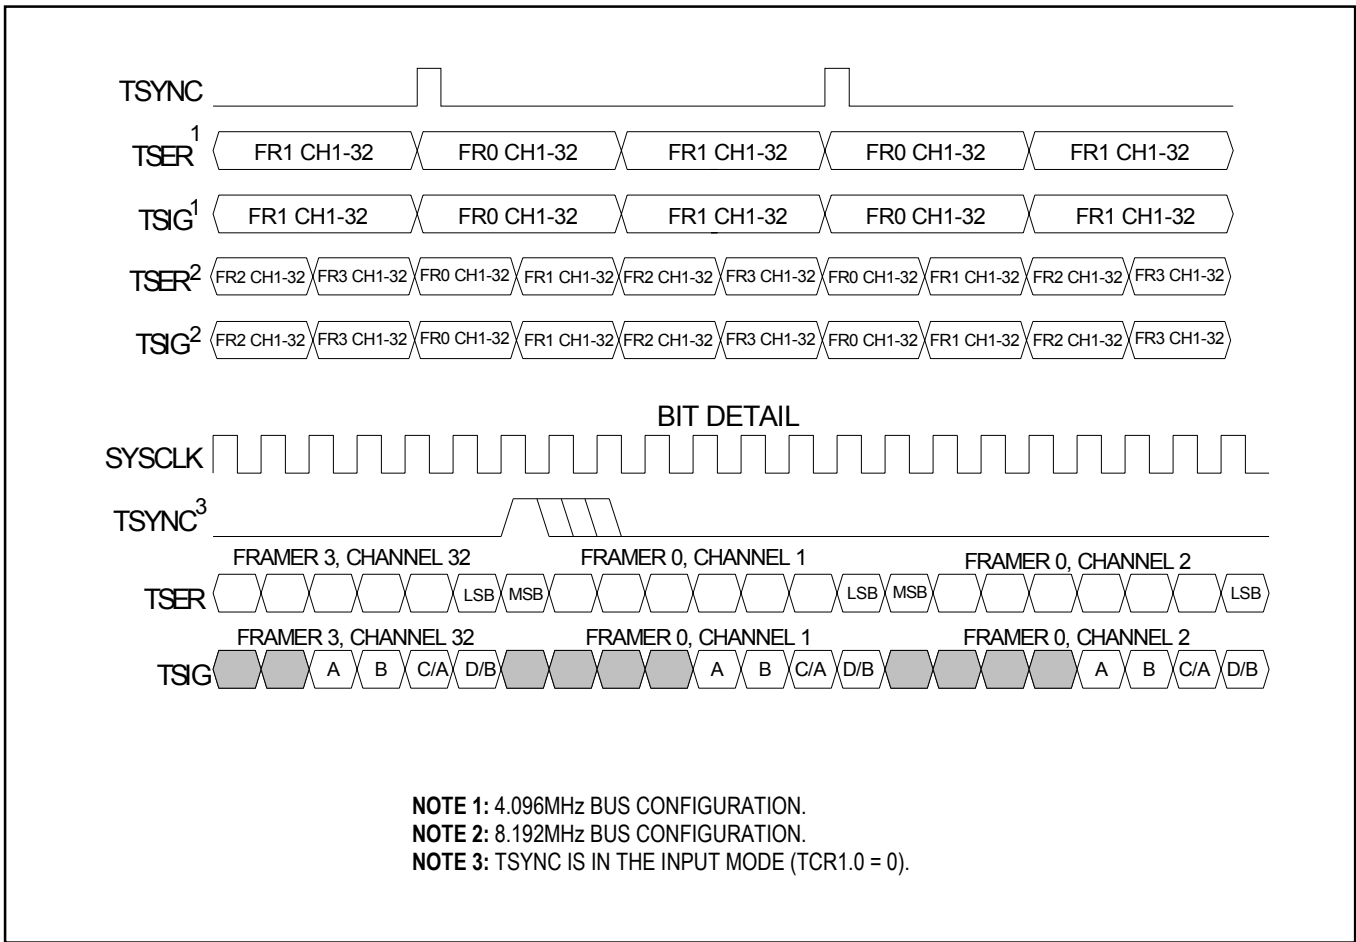 TSYNC
TSER1 FR1 CH1-32 FR0 CH1-32 FR1 CH1-32 FR0 CH1-32 FR1 CH1-32
TSIG1 FR1 CH1-32 FR0 CH1-32 FR1 CH1-32 FR0 CH1-32 FR1 CH1-32
TSER2 FR2 CH1-32 FR3 CH1-32 FR0 CH1-32 FR1 CH1-32 FR2 CH1-32 FR3 CH1-32 FR0 CH1-32 FR1 CH1-32 FR2 CH1-32 FR3 CH1-32
TSIG2 FR2 CH1-32 FR3 CH1-32 FR0 CH1-32 FR1 CH1-32 FR2 CH1-32 FR3 CH1-32 FR0 CH1-32 FR1 CH1-32 FR2 CH1-32 FR3 CH1-32
BIT DETAIL
SYSCLK
TSYNC3
FRAMER 3, CHANNEL 32 FRAMER 0, CHANNEL 1 FRAMER 0, CHANNEL 2
TSER LSB MSB LSB MSB LSB
FRAMER 3, CHANNEL 32 FRAMER 0, CHANNEL 1 FRAMER 0, CHANNEL 2
TSIG A B C/A D/B A B C/A D/B A B C/A D/B
NOTE 1: 4.096MHz BUS CONFIGURATION.
NOTE 2: 8.192MHz BUS CONFIGURATION.
NOTE 3: TSYNC IS IN THE INPUT MODE (TCR1.0 = 0).